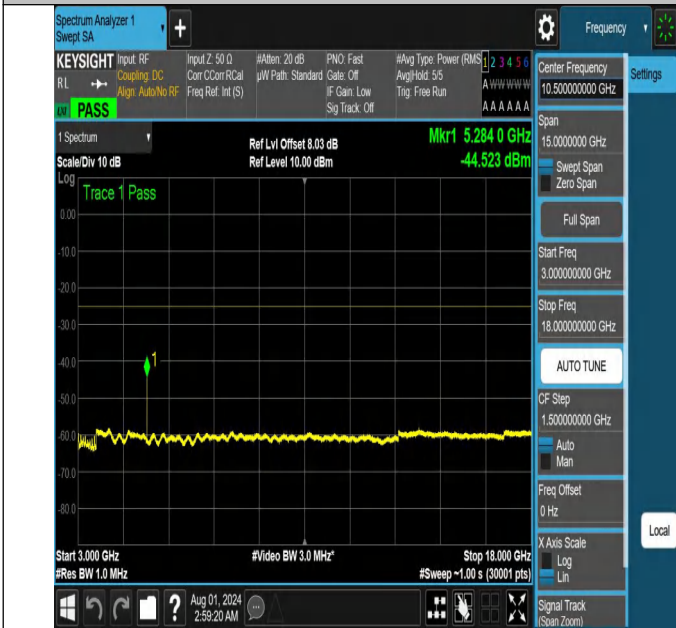 Spectrum Analyzer 1
Swept SA
+
Frequency
KEYSIGHT
RL
PASS
Input: RF
Coupling: DC
Align: Auto/No RF
Input Z: 50 Ω
Corr CCorr RCal
Freq Ref: Int (S)
#Atten: 20 dB
µW Path: Standard
PNO: Fast
Gate: Off
IF Gain: Low
Sig Track: Off
#Avg Type: Power (RMS
Avg|Hold: 5/5
Trig: Free Run
1 2 3 4 5 6
A W W W W W
A A A A A A
1 Spectrum
Scale/Div 10 dB
Ref Lvl Offset 8.03 dB
Ref Level 10.00 dBm
Mkr1 5.284 0 GHz
-44.523 dBm
Log
Trace 1 Pass
0.00
-10.0
-20.0
-30.0
-40.0
1
-50.0
-60.0
-70.0
-80.0
Start 3.000 GHz
#Video BW 3.0 MHz*
Stop 18.000 GHz
#Res BW 1.0 MHz
#Sweep ~1.00 s (30001 pts)
?
Aug 01, 2024
2:59:20 AM
Center Frequency
10.500000000 GHz
Settings
Span
15.0000000 GHz
Swept Span
Zero Span
Full Span
Start Freq
3.000000000 GHz
Stop Freq
18.000000000 GHz
AUTO TUNE
CF Step
1.500000000 GHz
Auto
Man
Freq Offset
0 Hz
Local
X Axis Scale
Log
Lin
Signal Track
(Span Zoom)